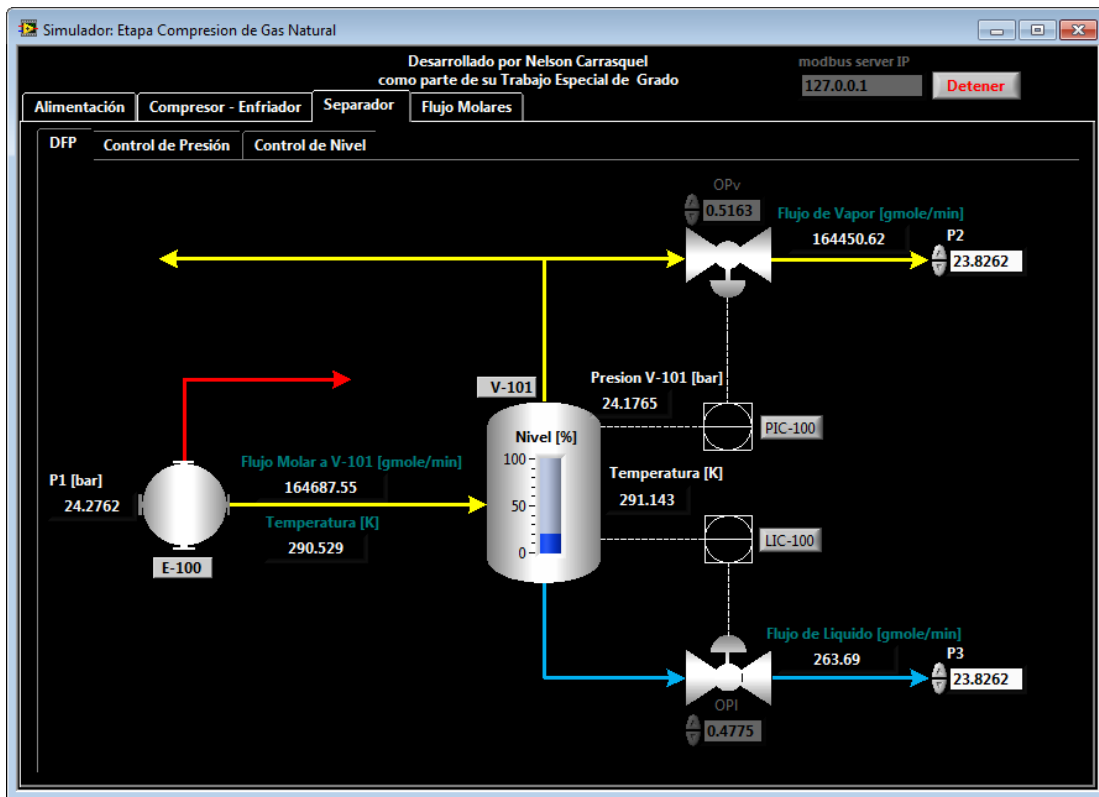 Simulador: Etapa Compresion de Gas Natural
Desarrollado por Nelson Carrasquel
como parte de su Trabajo Especial de Grado
modbus server IP
127.0.0.1
Detener
Alimentación
Compresor - Enfriador
Separador
Flujo Molares
DFP
Control de Presión
Control de Nivel
OPv
0.5163
Flujo de Vapor [gmole/min]
164450.62
P2
23.8262
V-101
Presion V-101 [bar]
24.1765
PIC-100
Nivel [%]
100
50
0
Flujo Molar a V-101 [gmole/min]
164687.55
P1 [bar]
24.2762
Temperatura [K]
290.529
E-100
Temperatura [K]
291.143
LIC-100
Flujo de Liquido [gmole/min]
263.69
P3
23.8262
OPl
0.4775